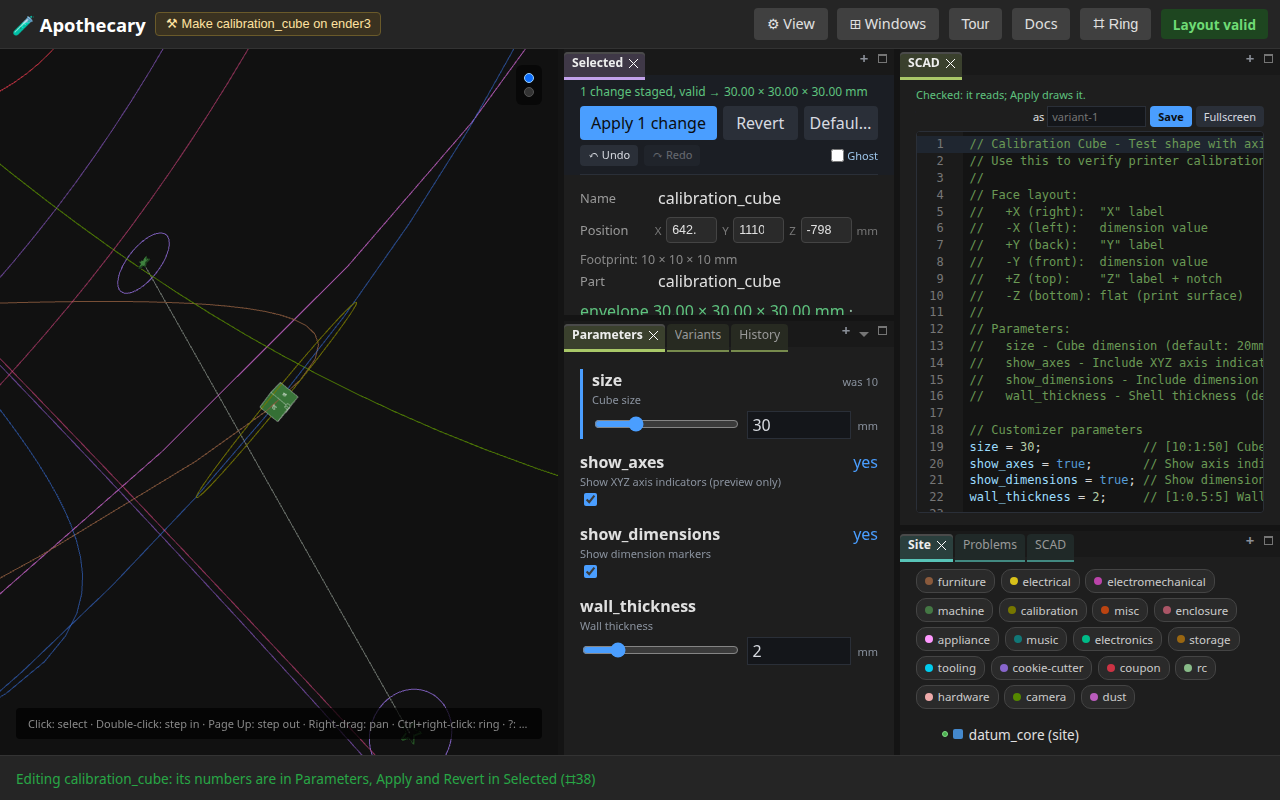 Apothecary
Make calibration_cube on ender3
View
Windows
Tour
Docs
Ring
Layout valid
Click: select · Double-click: step in · Page Up: step out · Right-drag: pan · Ctrl+right-click: ring · ?: ...
Selected
1 change staged, valid → 30.00 × 30.00 × 30.00 mm
Apply 1 change
Revert
Defaul...
Undo
Redo
Ghost
Name calibration_cube
Position X 642. Y 1110 Z -798 mm
Footprint: 10 × 10 × 10 mm
Part calibration_cube
envelope 30.00 × 30.00 × 30.00 mm ·
Parameters
Variants
History
size was 10
Cube size
30 mm
show_axes yes
Show XYZ axis indicators (preview only)
show_dimensions yes
Show dimension markers
wall_thickness
Wall thickness
2 mm
SCAD
Checked: it reads; Apply draws it.
as variant-1 Save Fullscreen
1 // Calibration Cube - Test shape with axi
2 // Use this to verify printer calibration
3 //
4 // Face layout:
5 //   +X (right):  "X" label
6 //   -X (left):   dimension value
7 //   +Y (back):   "Y" label
8 //   -Y (front):  dimension value
9 //   +Z (top):    "Z" label + notch
10 //   -Z (bottom): flat (print surface)
11 //
12 // Parameters:
13 //   size - Cube dimension (default: 20mm
14 //   show_axes - Include XYZ axis indicat
15 //   show_dimensions - Include dimension
16 //   wall_thickness - Shell thickness (de
17
18 // Customizer parameters
19 size = 30;              // [10:1:50] Cube
20 show_axes = true;       // Show axis indi
21 show_dimensions = true; // Show dimension
22 wall_thickness = 2;     // [1:0.5:5] Wall
Site
Problems
SCAD
furniture
electrical
electromechanical
machine
calibration
misc
enclosure
appliance
music
electronics
storage
tooling
cookie-cutter
coupon
rc
hardware
camera
dust
datum_core (site)
Editing calibration_cube: its numbers are in Parameters, Apply and Revert in Selected (⌗38)